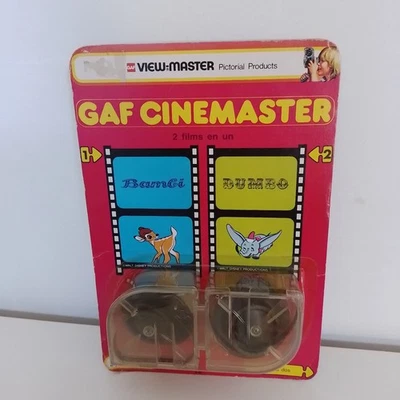 gaf VIEW-MASTER Pictorial Products
GAF CINEMASTER
2 films en un
1
2
Bambi
DUMBO
WALT DISNEY PRODUCTIONS
WALT DISNEY PRODUCTIONS